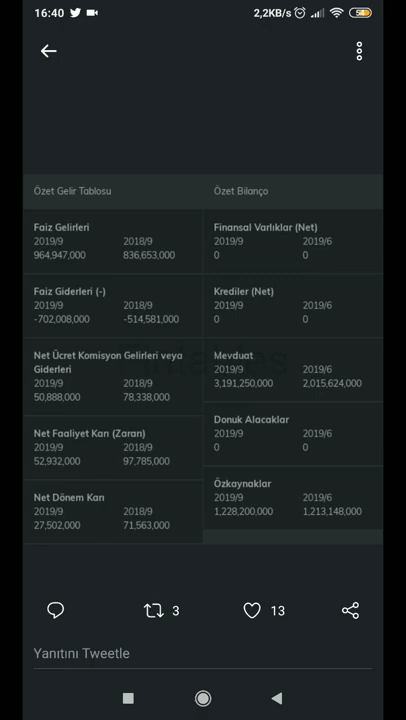 16:40
2,2KB/s
54
Özet Gelir Tablosu
Faiz Gelirleri
2019/9 2018/9
964,947,000 836,653,000
Faiz Giderleri (-)
2019/9 2018/9
-702,008,000 -514,581,000
Net Ücret Komisyon Gelirleri veya
Giderleri
2019/9 2018/9
50,888,000 78,338,000
Net Faaliyet Karı (Zararı)
2019/9 2018/9
52,932,000 97,785,000
Net Dönem Karı
2019/9 2018/9
27,502,000 71,563,000
Özet Bilanço
Finansal Varlıklar (Net)
2019/9 2019/6
0 0
Krediler (Net)
2019/9 2019/6
0 0
Mevduat
2019/9 2019/6
3,191,250,000 2,015,624,000
Donuk Alacaklar
2019/9 2019/6
0 0
Özkaynaklar
2019/9 2019/6
1,228,200,000 1,213,148,000
3
13
Yanıtını Tweetle